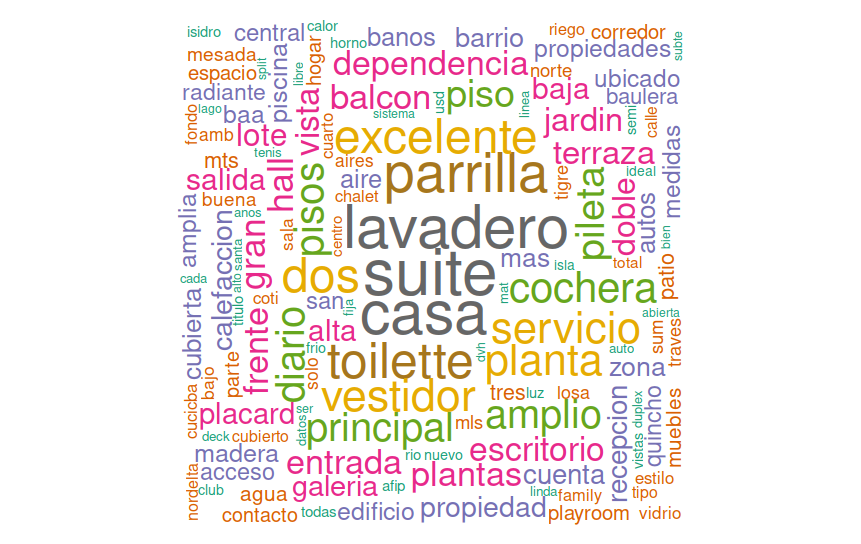 isidro
central
calor
horno
banos
barrio
riego
corredor
propiedades
subte
mesada
espacio
split
piscina
libre
hogar
dependencia
norte
ubicado
radiante
lago
baa
vista
balcon
sistema
usd
piso
linea
baja
baulera
fondo
amb
lote
cuarto
excelente
jardin
semi
calle
mts
tenis
hall
aires
parrilla
terraza
salida
pisos
aire
chalet
tigre
pileta
doble
ideal
medidas
buena
amplia
anos
sala
centro
lavadero
autos
bien
calefaccion
gran
santa
alto
dos
suite
mas
isla
total
patio
cada
titulo
coti
san
fija
casa
mat
cochera
abierta
cubierta
frente
diario
alta
servicio
sum
traves
bajo
parte
frio
solo
toilette
dvh
planta
auto
zona
cucicba
placard
vestidor
tres
luz
losa
deck
cubierto
ser
datos
principal
mls
amplio
recepcion
vistas
duplex
quincho
muebles
madera
acceso
entrada
rio
nuevo
escritorio
nordelta
club
agua
galeria
afip
plantas
cuenta
estilo
contacto
todas
edificio
propiedad
linda
family
playroom
tipo
vidrio